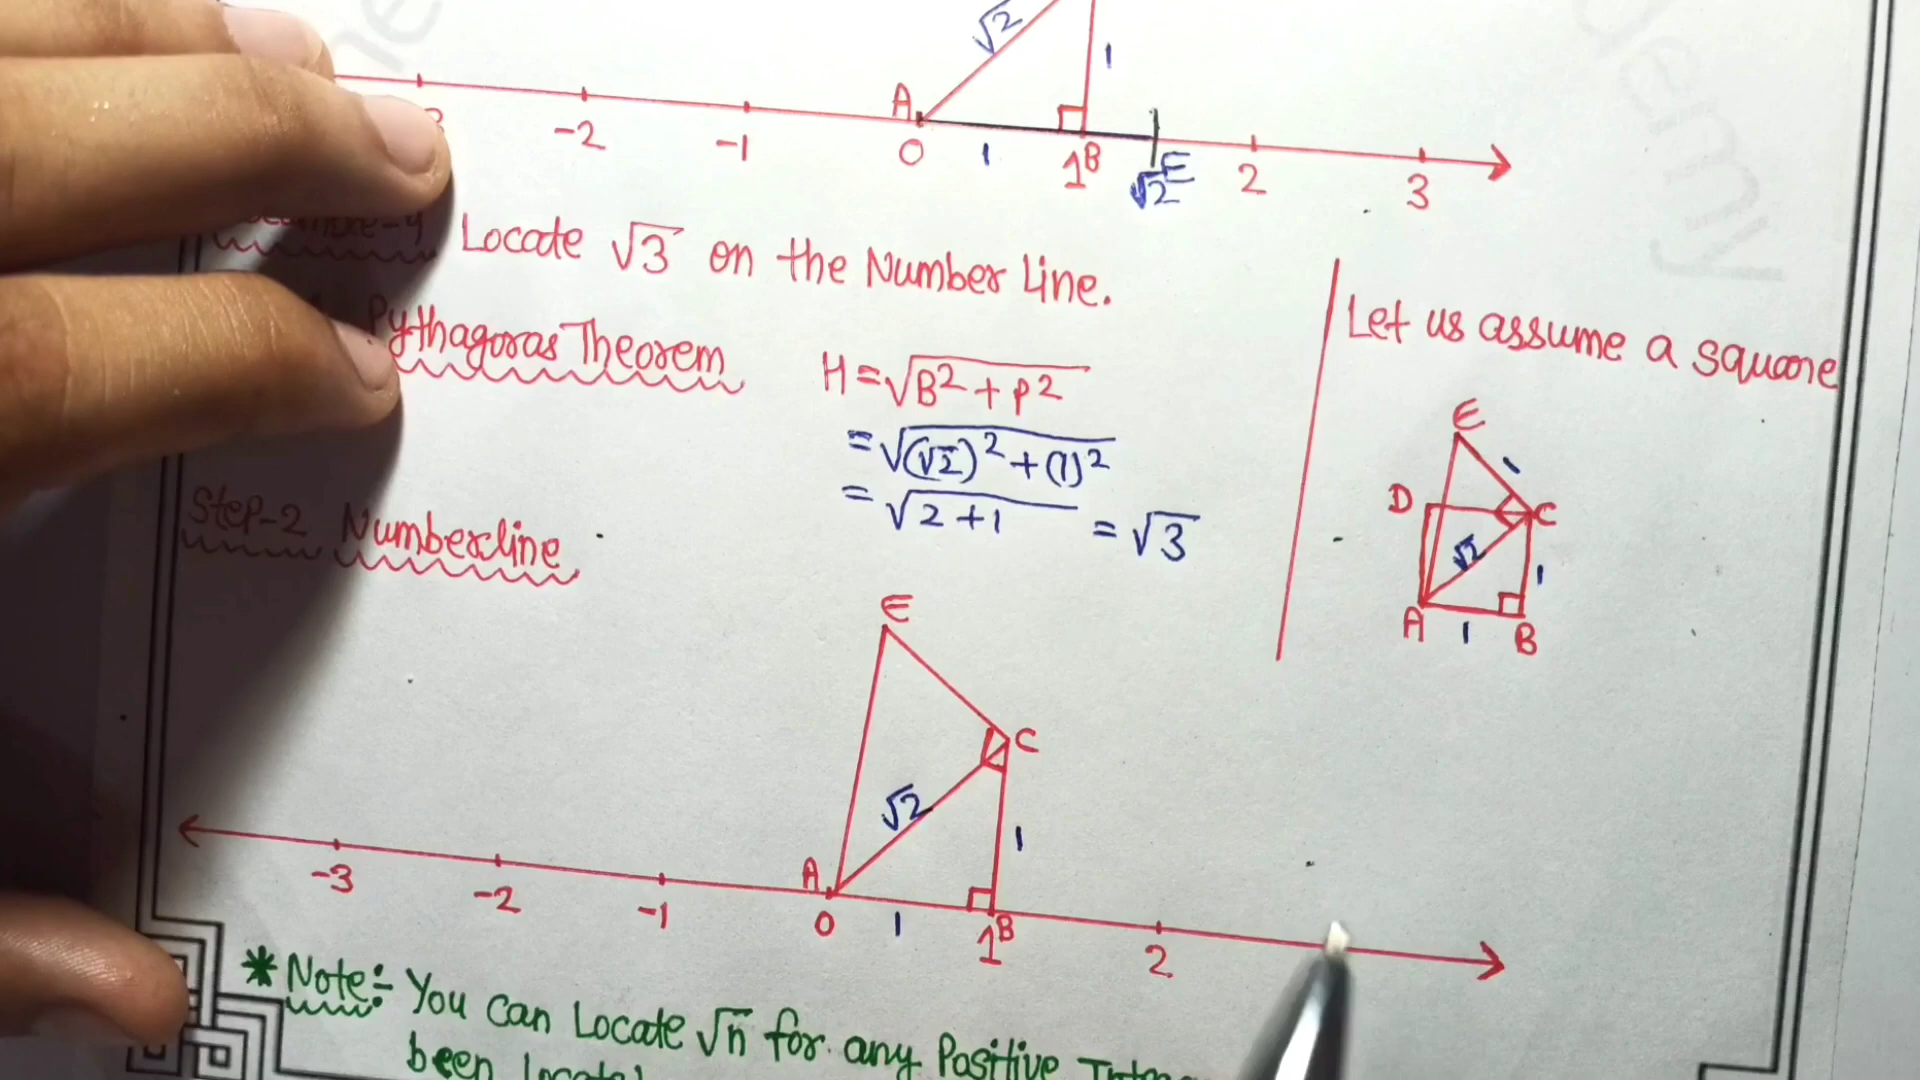 √2
1
A
-2
-1
0
1
1B
√2
E
2
3
Locate √3 on the Number Line.
Pythagoras Theorem
H = √B² + P²
= √(√2)² + (1)²
= √2 + 1 = √3
Let us assume a square
E
1
D
C
√2
1
A
1
B
Step-2 Numberline
E
C
√2
1
A
-3
-2
-1
0
1
1B
2
*Note:- You can Locate √n for any Positive
been